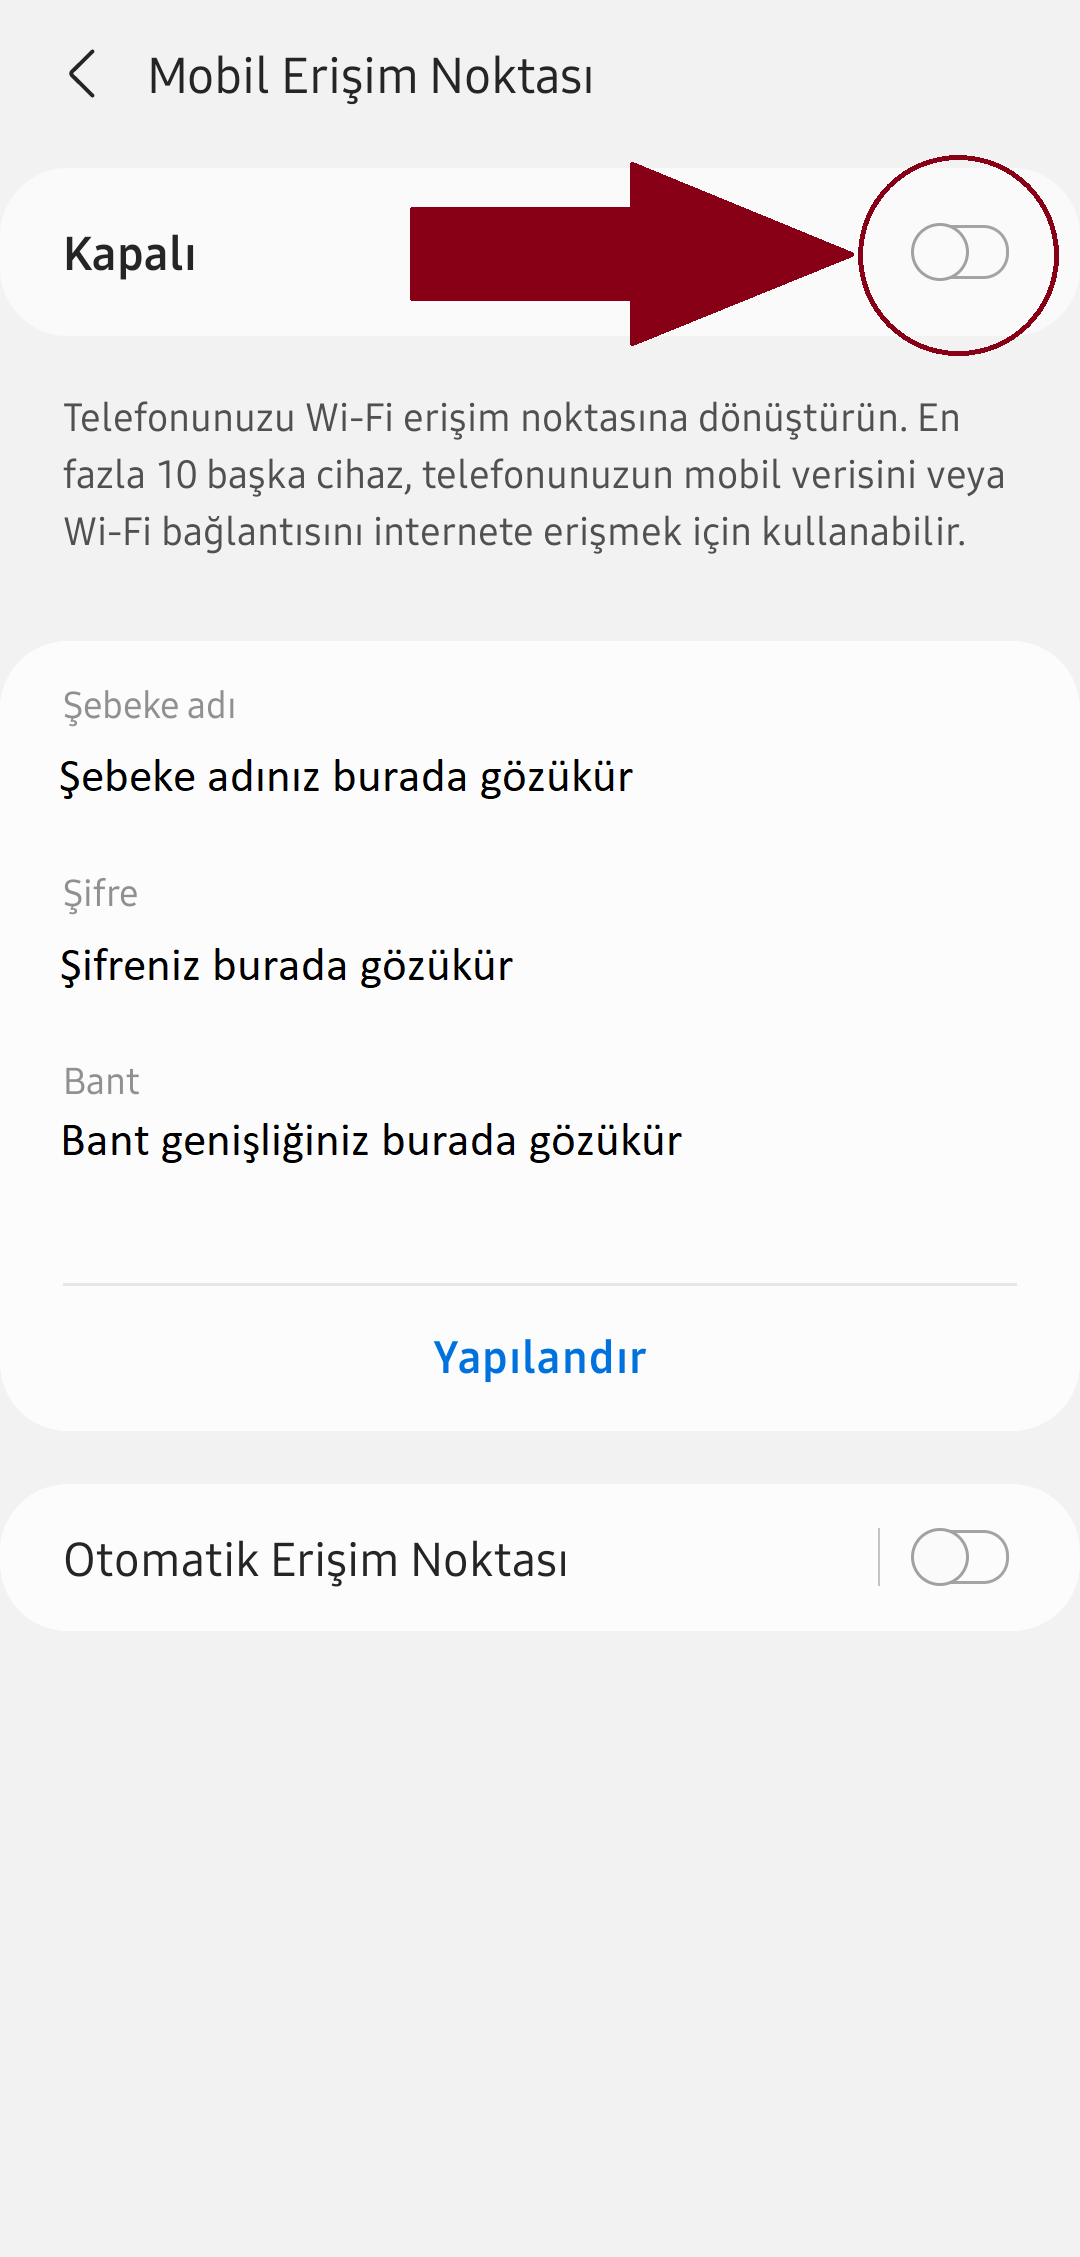 Mobil Erişim Noktası
Kapalı
Telefonunuzu Wi-Fi erişim noktasına dönüştürün. En
fazla 10 başka cihaz, telefonunuzun mobil verisini veya
Wi-Fi bağlantısını internete erişmek için kullanabilir.
Şebeke adı
Şebeke adınız burada gözükür
Şifre
Şifreniz burada gözükür
Bant
Bant genişliğiniz burada gözükür
Yapılandır
Otomatik Erişim Noktası